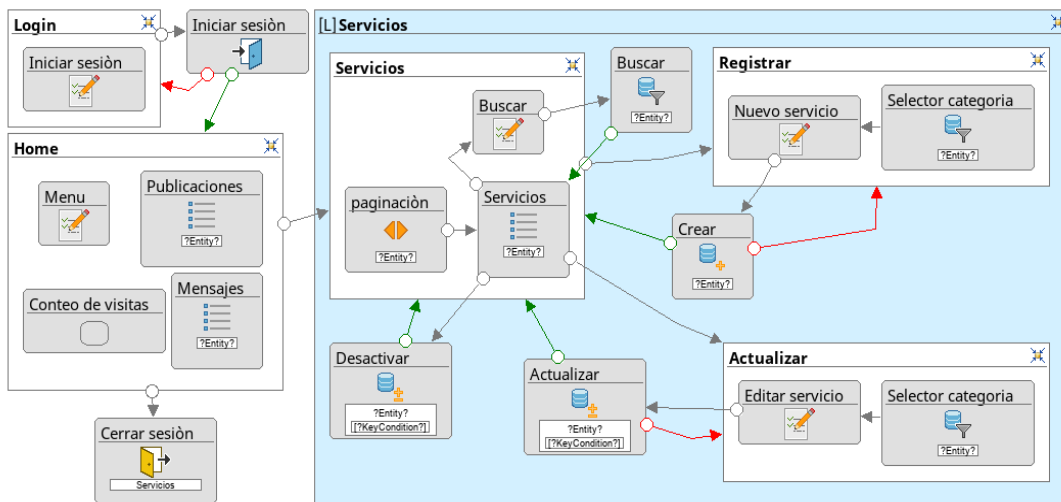 Login
Iniciar sesiòn
Iniciar sesiòn
Home
Menu
Publicaciones
?Entity?
Conteo de visitas
Mensajes
?Entity?
Cerrar sesiòn
Servicios
[L]Servicios
Servicios
Buscar
paginaciòn
?Entity?
Servicios
?Entity?
Buscar
?Entity?
Registrar
Nuevo servicio
Selector categoria
?Entity?
Crear
?Entity?
Desactivar
?Entity?
[?KeyCondition?]
Actualizar
?Entity?
[?KeyCondition?]
Actualizar
Editar servicio
Selector categoria
?Entity?